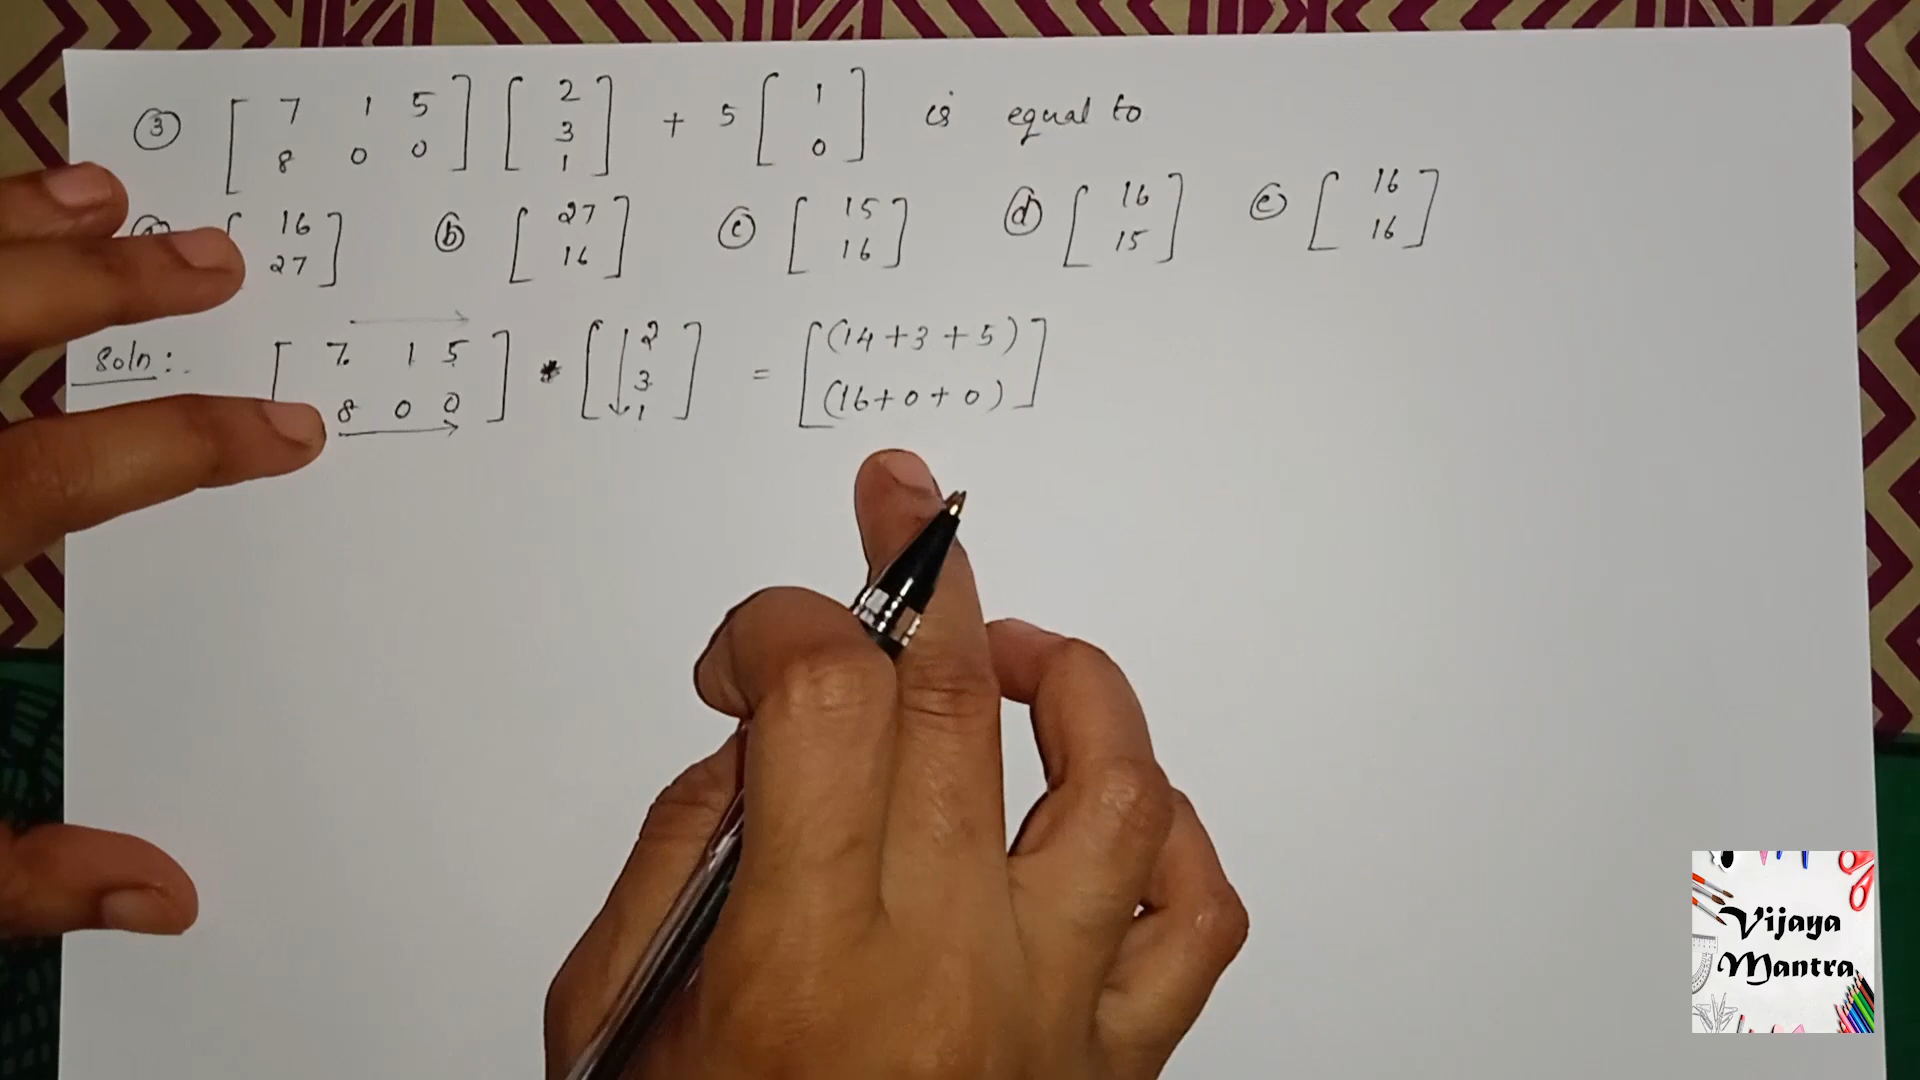 ③ [ 7 1 5 ] [ 2 ] + 5 [ 1 ] is equal to
8 0 0 3 0
1
[ 16 ] ⓑ [ 27 ] ⓒ [ 15 ] ⓓ [ 16 ] ⓔ [ 16 ]
27 16 16 15 16
Soln: [ 7 1 5 ] * [ 2 ] = [ (14+3+5) ]
8 0 0 3 (16+0+0)
1
Vijaya
Mantra